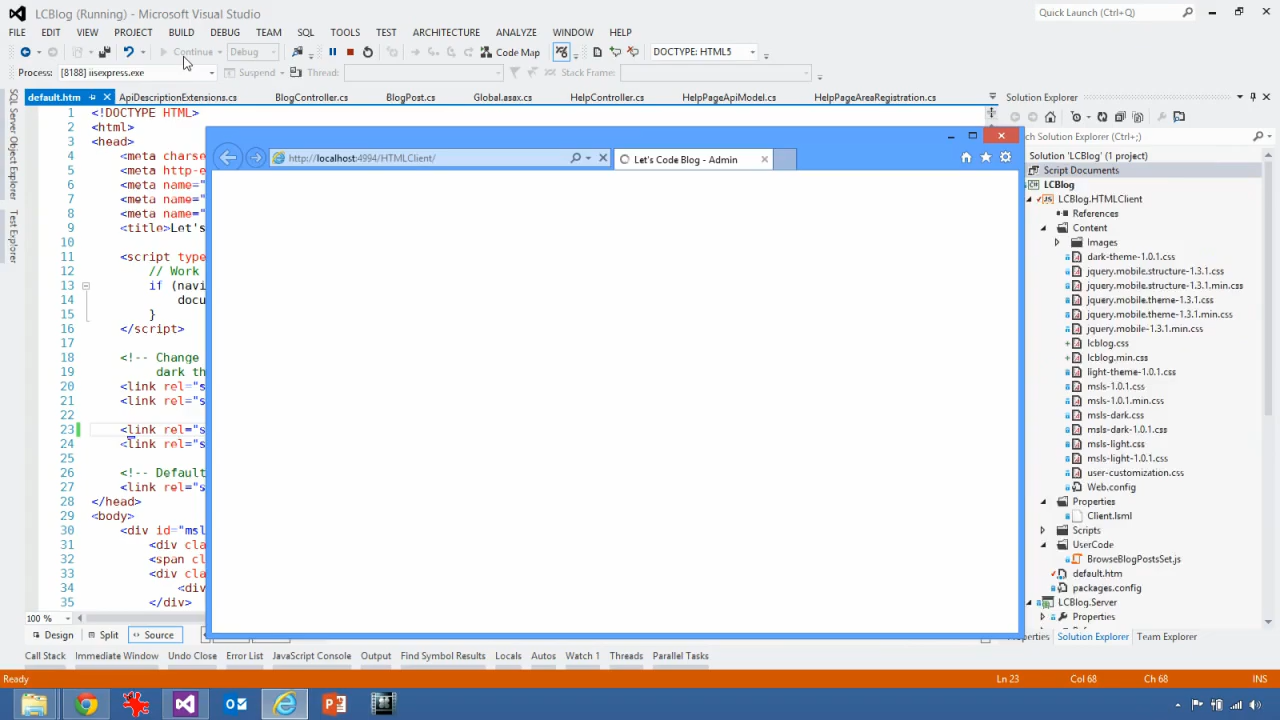 LCBlog (Running) - Microsoft Visual Studio
Quick Launch (Ctrl+Q)
FILE EDIT VIEW PROJECT BUILD DEBUG TEAM SQL TOOLS TEST ARCHITECTURE ANALYZE WINDOW HELP
Continue Debug Code Map DOCTYPE: HTML5
Process: [8188] iisexpress.exe Suspend Thread: Stack Frame:
default.htm ApiDescriptionExtensions.cs BlogController.cs BlogPost.cs Global.asax.cs HelpController.cs HelpPageApiModel.cs HelpPageAreaRegistration.cs
SQL Server Object Explorer
Test Explorer
1 <!DOCTYPE HTML>
2 <html>
3 <head>
4 <meta charse
5 <meta http-e
6 <meta name="
7 <meta name="
8 <meta name="
9 <title>Let's
10
11 <script type
12 // Work
13 if (navi
14 docu
15 }
16 </script>
17
18 <!-- Change
19 dark th
20 <link rel="s
21 <link rel="s
22
23 <link rel="s
24 <link rel="s
25
26 <!-- Default
27 <link rel="s
28 </head>
29 <body>
30 <div id="msl
31 <div cla
32 <span cl
33 <div cla
34 <div
35 </div>
100 %
Design Split Source
http://localhost:4994/HTMLClient/
Let's Code Blog - Admin
Solution Explorer
Search Solution Explorer (Ctrl+;)
Solution 'LCBlog' (1 project)
Script Documents
LCBlog
LCBlog.HTMLClient
References
Content
Images
dark-theme-1.0.1.css
jquery.mobile.structure-1.3.1.css
jquery.mobile.structure-1.3.1.min.css
jquery.mobile.theme-1.3.1.css
jquery.mobile.theme-1.3.1.min.css
jquery.mobile-1.3.1.min.css
lcblog.css
lcblog.min.css
light-theme-1.0.1.css
msls-1.0.1.css
msls-1.0.1.min.css
msls-dark.css
msls-dark-1.0.1.css
msls-light.css
msls-light-1.0.1.css
user-customization.css
Web.config
Properties
Client.lsml
Scripts
UserCode
BrowseBlogPostsSet.js
default.htm
packages.config
LCBlog.Server
Properties
Properties Solution Explorer Team Explorer
Call Stack Immediate Window Undo Close Error List JavaScript Console Output Find Symbol Results Locals Autos Watch 1 Threads Parallel Tasks
Ready Ln 23 Col 68 Ch 68 INS